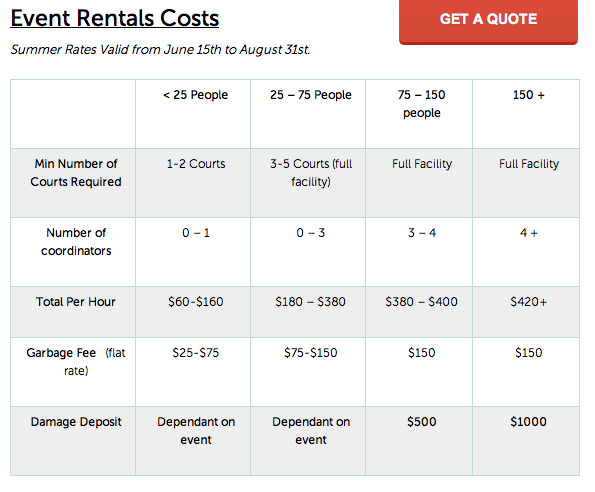 Event Rentals Costs
GET A QUOTE
Summer Rates Valid from June 15th to August 31st.
< 25 People
25 – 75 People
75 – 150
people
150 +
Min Number of
Courts Required
1-2 Courts
3-5 Courts (full
facility)
Full Facility
Full Facility
Number of
coordinators
0 – 1
0 – 3
3 – 4
4 +
Total Per Hour
$60-$160
$180 – $380
$380 – $400
$420+
Garbage Fee (flat
rate)
$25-$75
$75-$150
$150
$150
Damage Deposit
Dependant on
event
Dependant on
event
$500
$1000